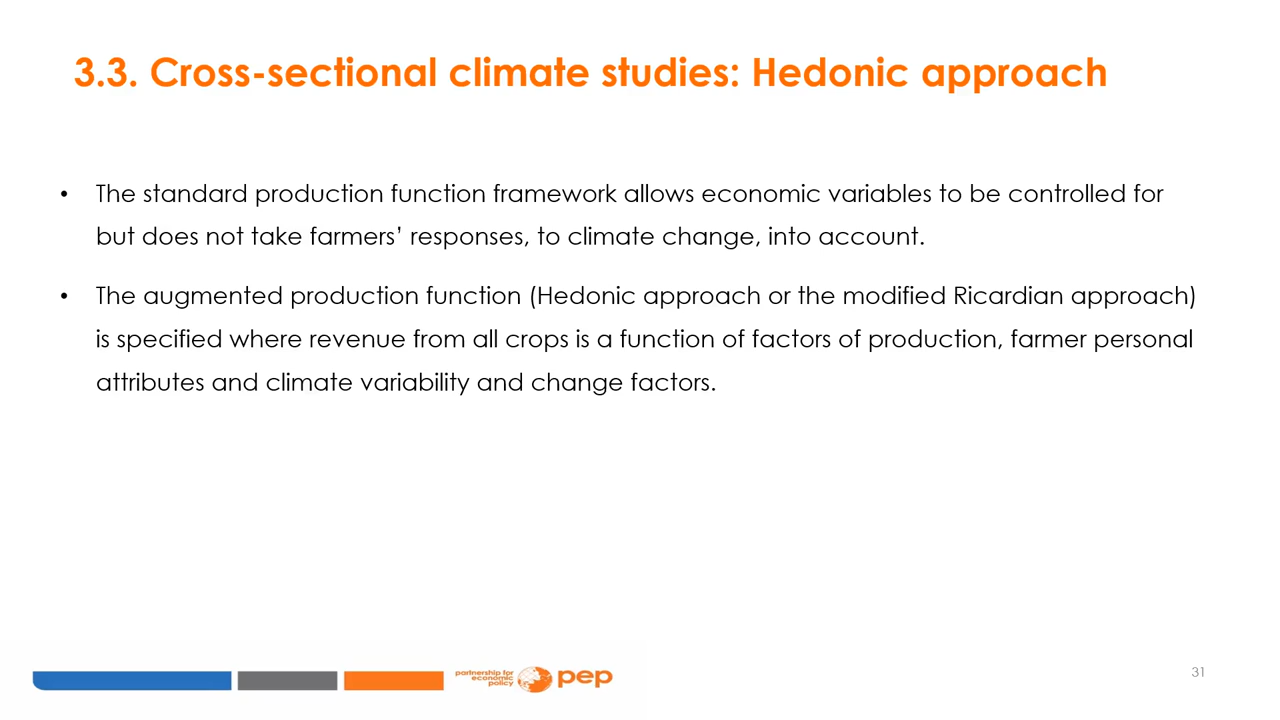 3.3. Cross-sectional climate studies: Hedonic approach
• The standard production function framework allows economic variables to be controlled for
but does not take farmers’ responses, to climate change, into account.
• The augmented production function (Hedonic approach or the modified Ricardian approach)
is specified where revenue from all crops is a function of factors of production, farmer personal
attributes and climate variability and change factors.
partnership for
economic
policy
pep
31